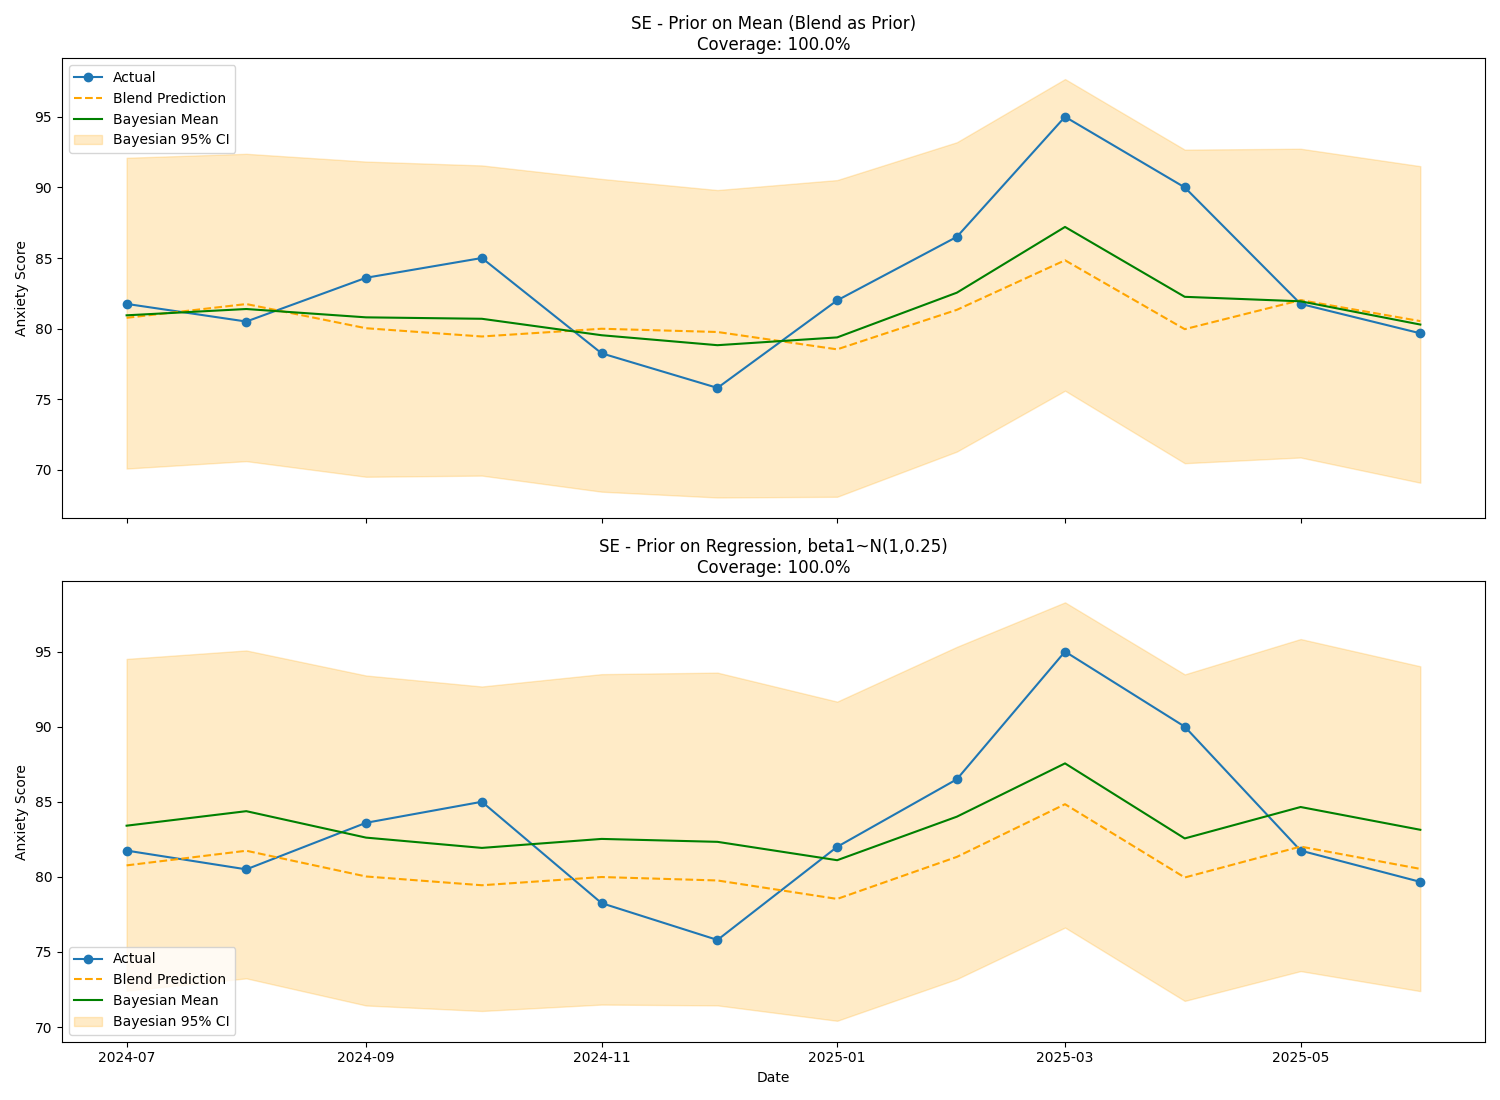 SE - Prior on Mean (Blend as Prior)
Coverage: 100.0%
Actual
Blend Prediction
Bayesian Mean
Bayesian 95% CI
Anxiety Score
95
90
85
80
75
70
SE - Prior on Regression, beta1~N(1,0.25)
Coverage: 100.0%
Anxiety Score
95
90
85
80
75
70
Actual
Blend Prediction
Bayesian Mean
Bayesian 95% CI
2024-07
2024-09
2024-11
2025-01
2025-03
2025-05
Date